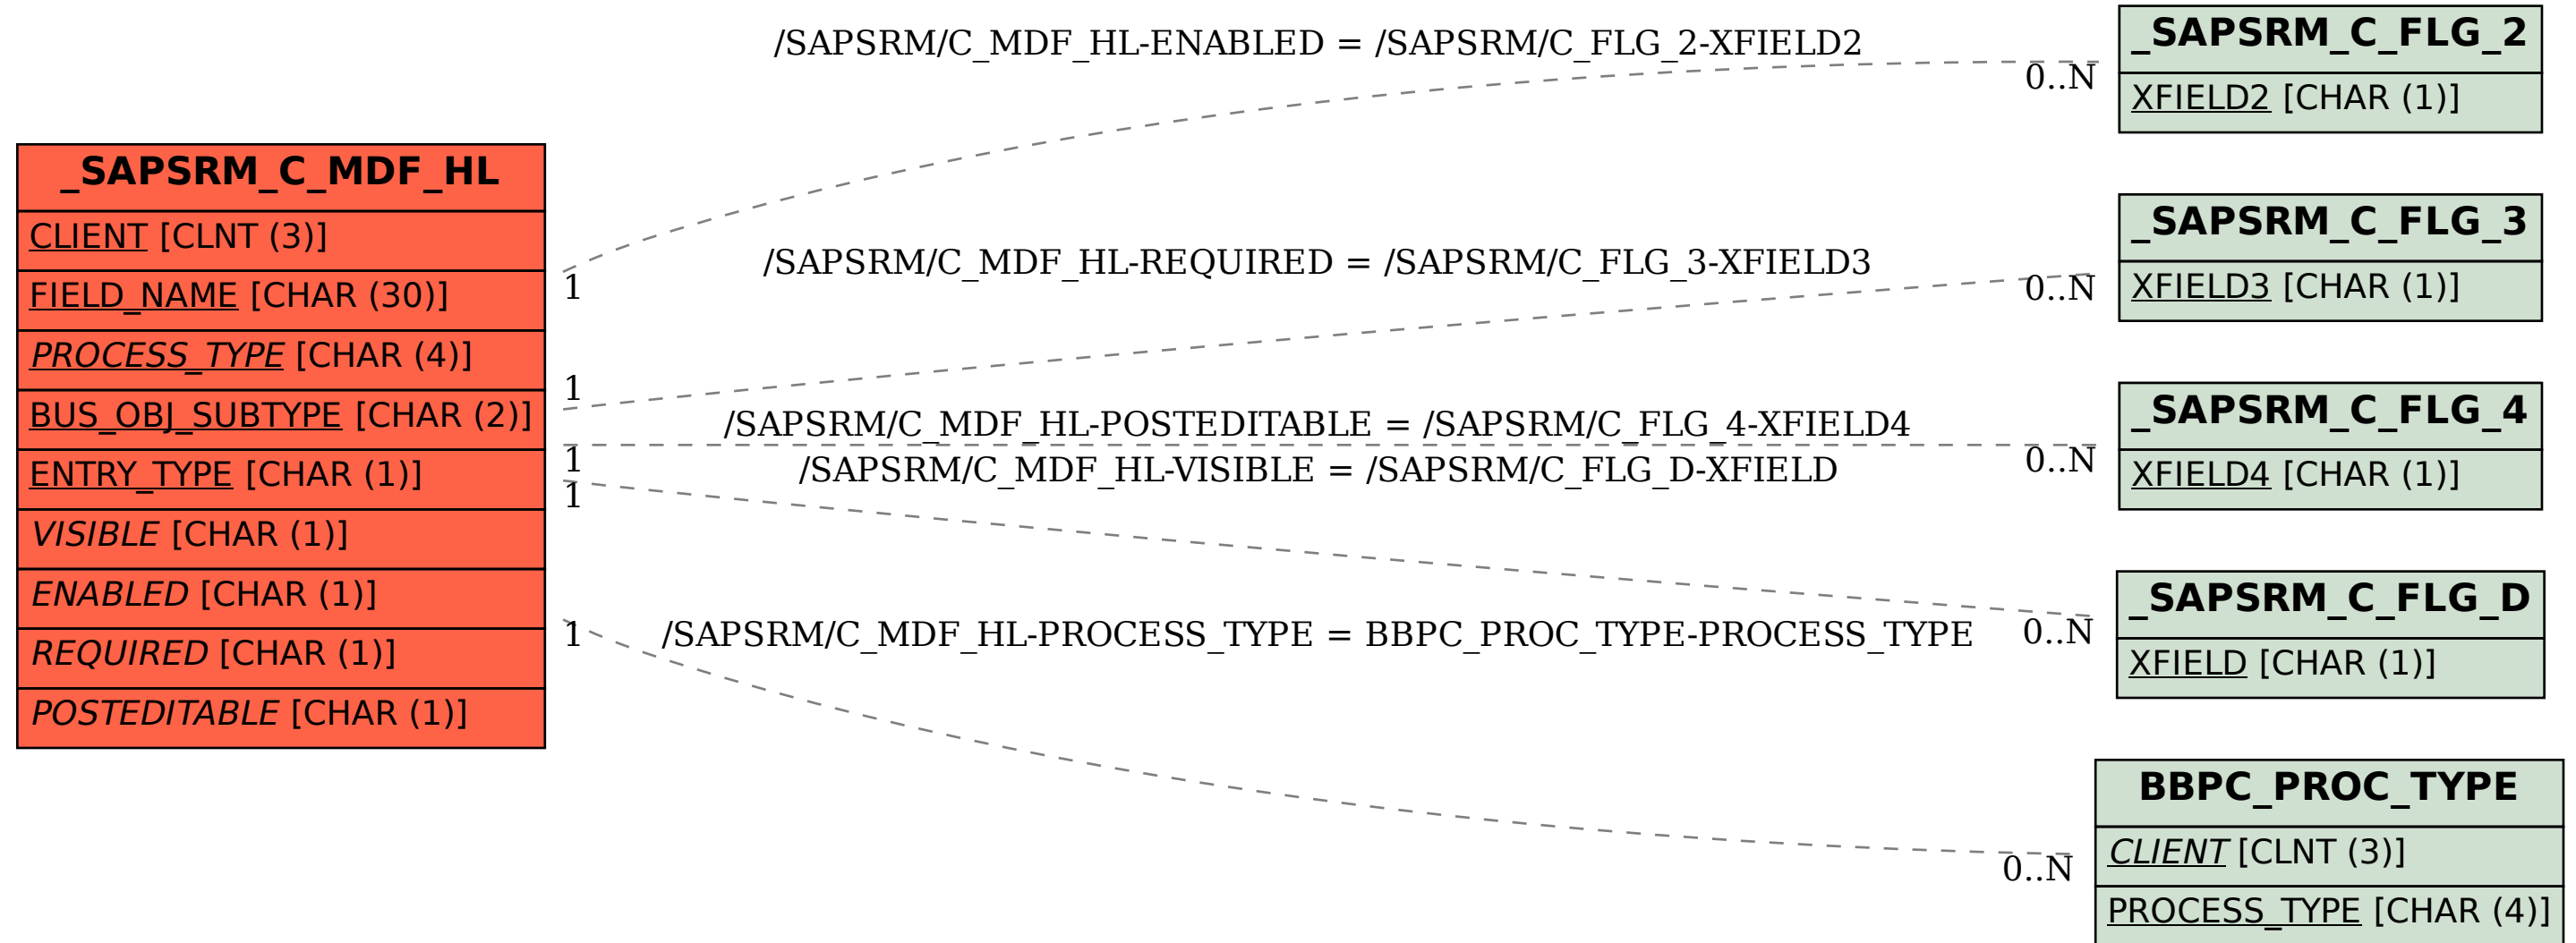 _SAPSRM_C_MDF_HL
CLIENT [CLNT (3)]
FIELD_NAME [CHAR (30)]
PROCESS_TYPE [CHAR (4)]
BUS_OBJ_SUBTYPE [CHAR (2)]
ENTRY_TYPE [CHAR (1)]
VISIBLE [CHAR (1)]
ENABLED [CHAR (1)]
REQUIRED [CHAR (1)]
POSTEDITABLE [CHAR (1)]
/SAPSRM/C_MDF_HL-ENABLED = /SAPSRM/C_FLG_2-XFIELD2
1
0..N
/SAPSRM/C_MDF_HL-REQUIRED = /SAPSRM/C_FLG_3-XFIELD3
1
0..N
/SAPSRM/C_MDF_HL-POSTEDITABLE = /SAPSRM/C_FLG_4-XFIELD4
1
0..N
/SAPSRM/C_MDF_HL-VISIBLE = /SAPSRM/C_FLG_D-XFIELD
1
0..N
/SAPSRM/C_MDF_HL-PROCESS_TYPE = BBPC_PROC_TYPE-PROCESS_TYPE
1
0..N
_SAPSRM_C_FLG_2
XFIELD2 [CHAR (1)]
_SAPSRM_C_FLG_3
XFIELD3 [CHAR (1)]
_SAPSRM_C_FLG_4
XFIELD4 [CHAR (1)]
_SAPSRM_C_FLG_D
XFIELD [CHAR (1)]
BBPC_PROC_TYPE
CLIENT [CLNT (3)]
PROCESS_TYPE [CHAR (4)]